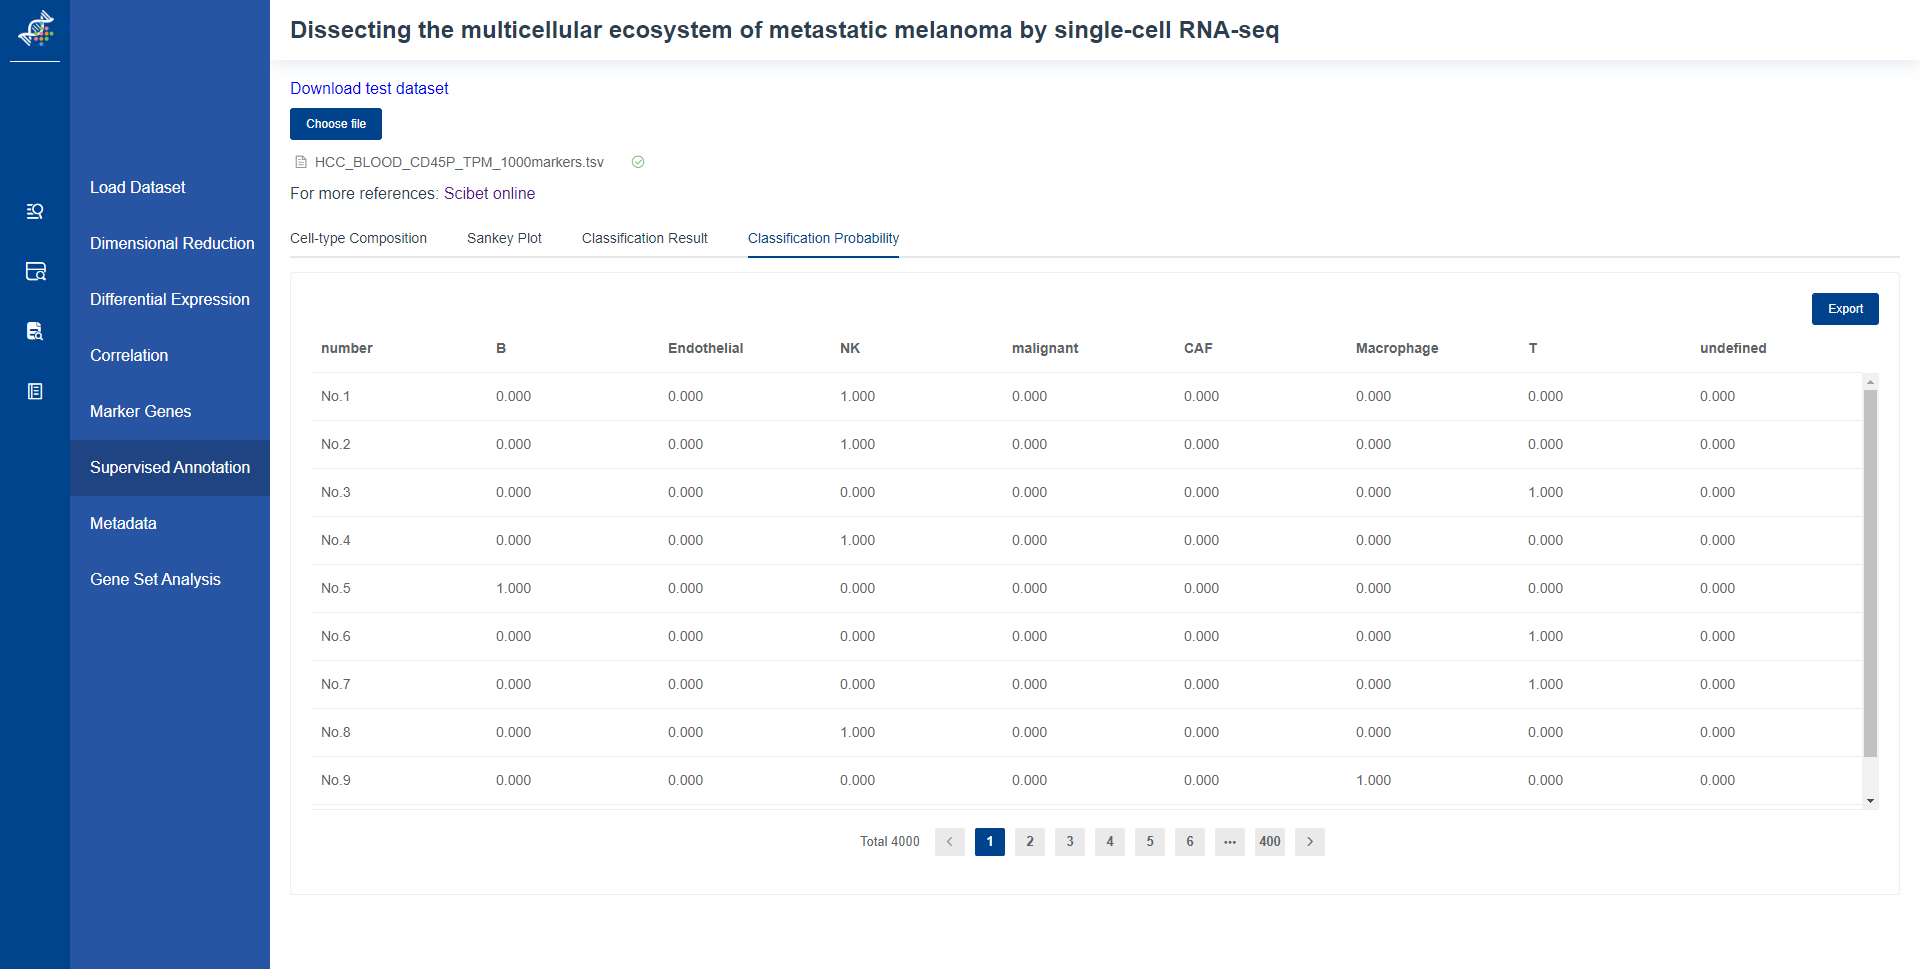 Dissecting the multicellular ecosystem of metastatic melanoma by single-cell RNA-seq
Load Dataset
Dimensional Reduction
Differential Expression
Correlation
Marker Genes
Supervised Annotation
Metadata
Gene Set Analysis
Download test dataset
Choose file
HCC_BLOOD_CD45P_TPM_1000markers.tsv
For more references: Scibet online
Cell-type Composition Sankey Plot Classification Result Classification Probability
Export
number B Endothelial NK malignant CAF Macrophage T undefined
No.1 0.000 0.000 1.000 0.000 0.000 0.000 0.000 0.000
No.2 0.000 0.000 1.000 0.000 0.000 0.000 0.000 0.000
No.3 0.000 0.000 0.000 0.000 0.000 0.000 1.000 0.000
No.4 0.000 0.000 1.000 0.000 0.000 0.000 0.000 0.000
No.5 1.000 0.000 0.000 0.000 0.000 0.000 0.000 0.000
No.6 0.000 0.000 0.000 0.000 0.000 0.000 1.000 0.000
No.7 0.000 0.000 0.000 0.000 0.000 0.000 1.000 0.000
No.8 0.000 0.000 1.000 0.000 0.000 0.000 0.000 0.000
No.9 0.000 0.000 0.000 0.000 0.000 1.000 0.000 0.000
Total 4000 < 1 2 3 4 5 6 ••• 400 >